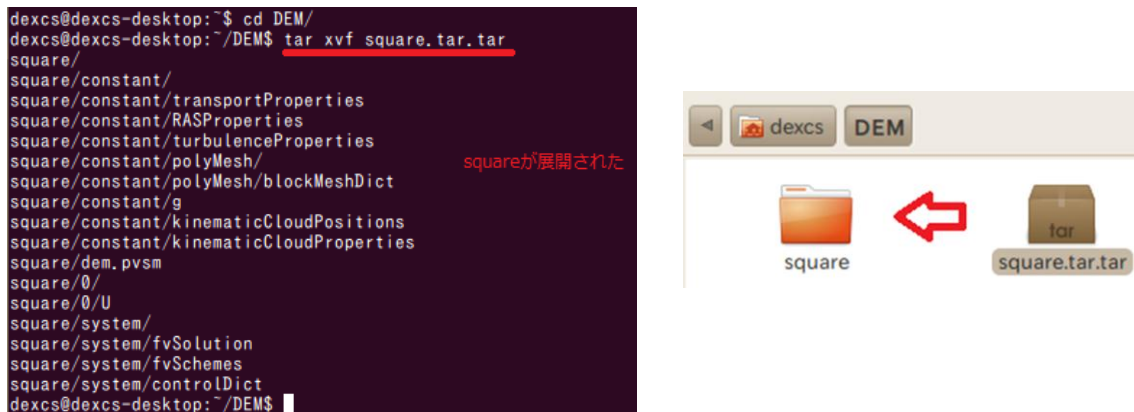 dexcs@dexcs-desktop:~$ cd DEM/
dexcs@dexcs-desktop:~/DEM$ tar xvf square.tar.tar
square/
square/constant/
square/constant/transportProperties
square/constant/RASProperties
square/constant/turbulenceProperties
square/constant/polyMesh/
square/constant/polyMesh/blockMeshDict
square/constant/g
square/constant/kinematicCloudPositions
square/constant/kinematicCloudProperties
square/dem.pvsm
square/0/
square/0/U
square/system/
square/system/fvSolution
square/system/fvSchemes
square/system/controlDict
dexcs@dexcs-desktop:~/DEM$
squareが展開された
dexcs DEM
tar
square
square.tar.tar